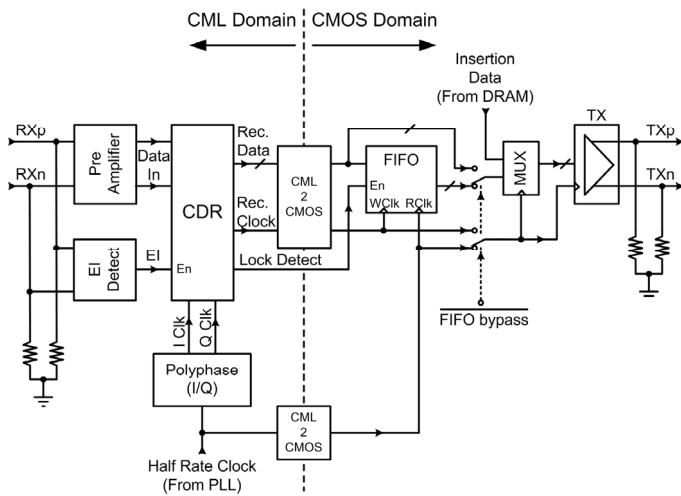 CML Domain
CMOS Domain
Insertion
Data
(From DRAM)
TX
RXp
RXn
Pre
Amplifier
Data
In
CDR
En
Rec.
Data
Rec.
Clock
CML
2
CMOS
FIFO
En
WClk
RClk
MUX
TXp
TXn
EI
Detect
EI
Lock Detect
FIFO bypass
I Clk
Q Clk
Polyphase
(I/Q)
CML
2
CMOS
Half Rate Clock
(From PLL)